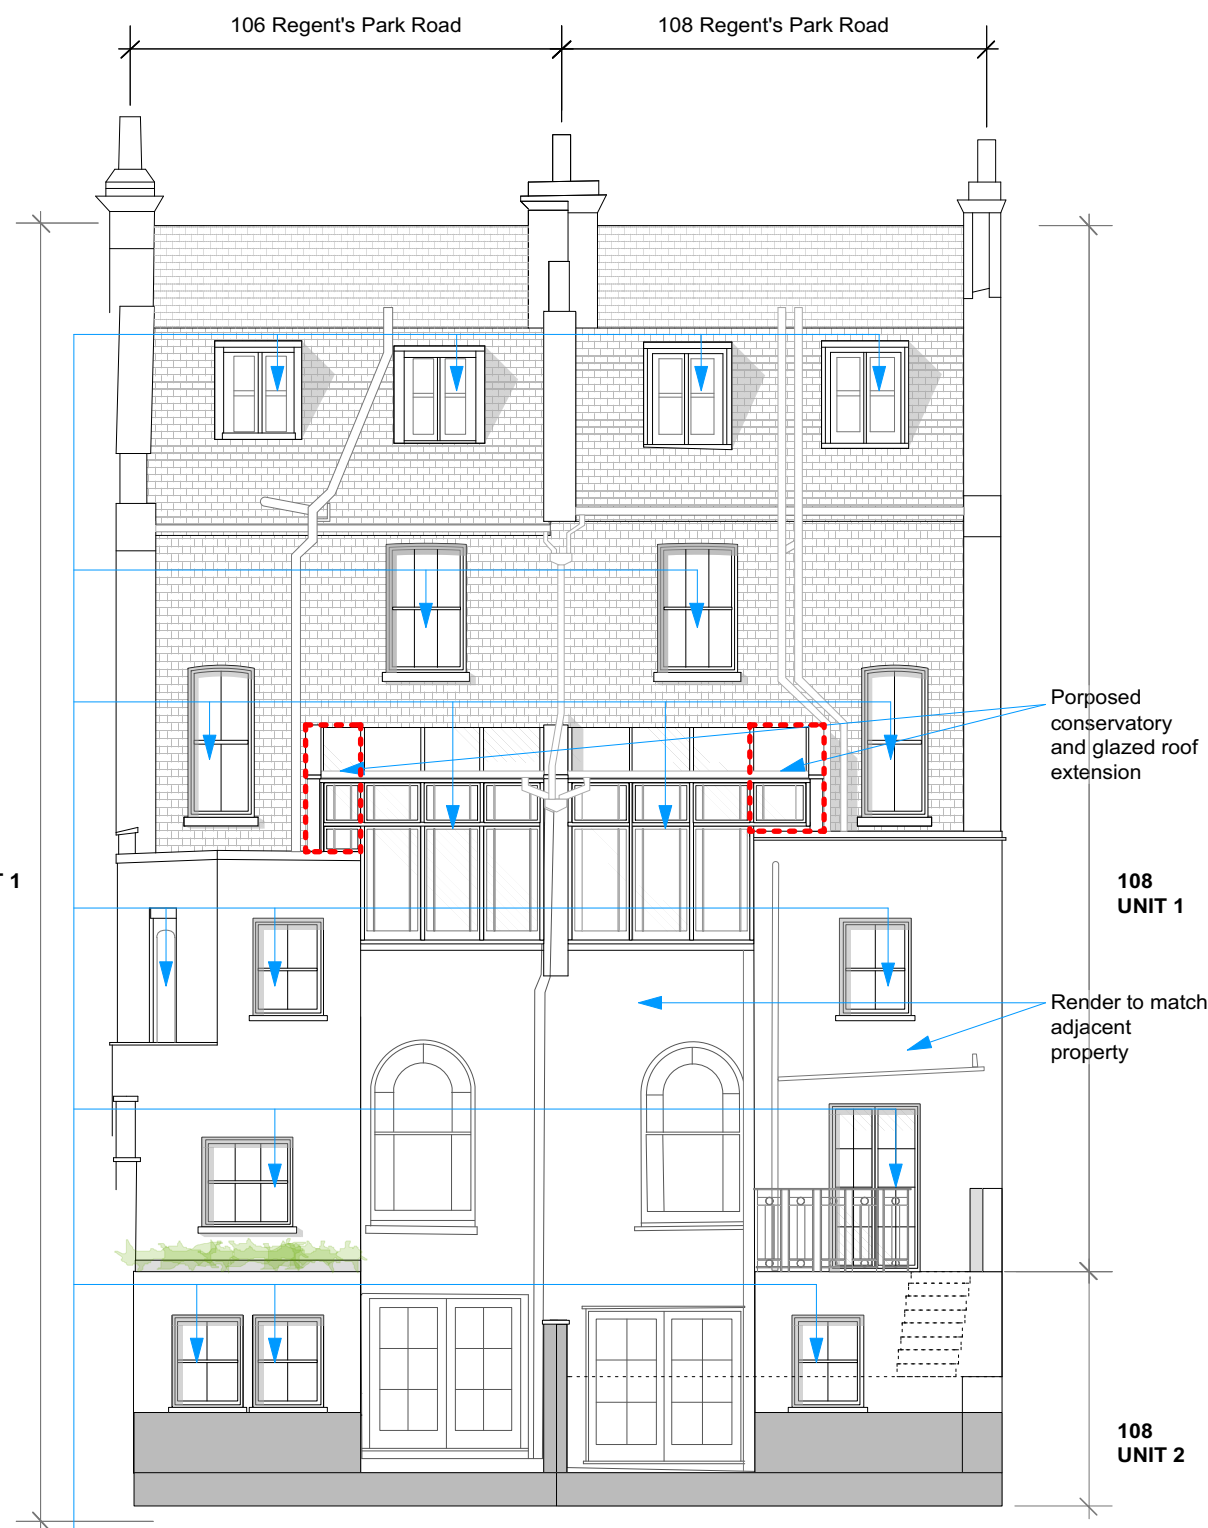 106 Regent's Park Road
108 Regent's Park Road
Porposed
conservatory
and glazed roof
extension
1
108
UNIT 1
Render to match
adjacent
property
108
UNIT 2